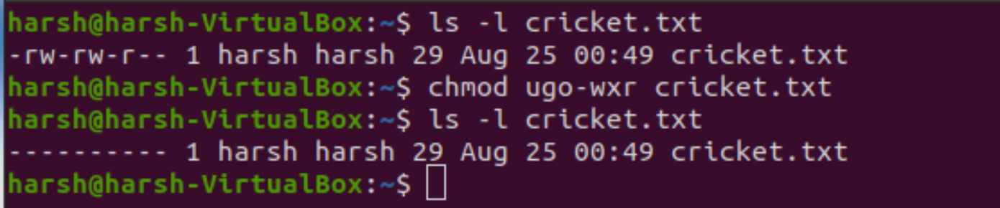 harsh@harsh-VirtualBox:~$ ls -l cricket.txt
-rw-rw-r-- 1 harsh harsh 29 Aug 25 00:49 cricket.txt
harsh@harsh-VirtualBox:~$ chmod ugo-wxr cricket.txt
harsh@harsh-VirtualBox:~$ ls -l cricket.txt
---------- 1 harsh harsh 29 Aug 25 00:49 cricket.txt
harsh@harsh-VirtualBox:~$